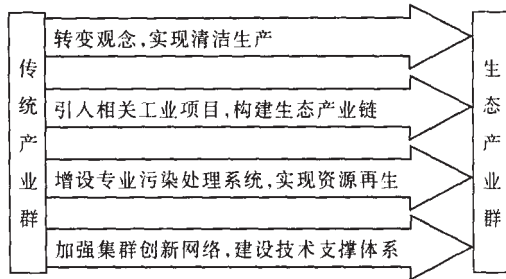 传统产业群
转变观念,实现清洁生产
引入相关工业项目,构建生态产业链
增设专业污染处理系统,实现资源再生
加强集群创新网络,建设技术支撑体系
生态产业群